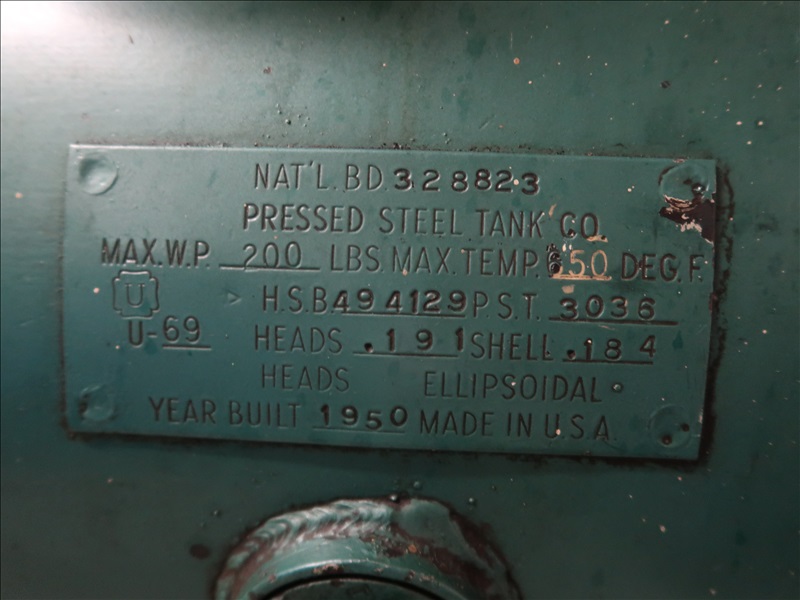 NAT'L. BD. 328823
PRESSED STEEL TANK CO.
MAX. W.P. 200 LBS. MAX. TEMP. 650 DEG. F.
U H.S.B. 494129 P.S.T. 3036
U-69 HEADS .191 SHELL .184
HEADS ELLIPSOIDAL
YEAR BUILT 1950 MADE IN U.S.A.